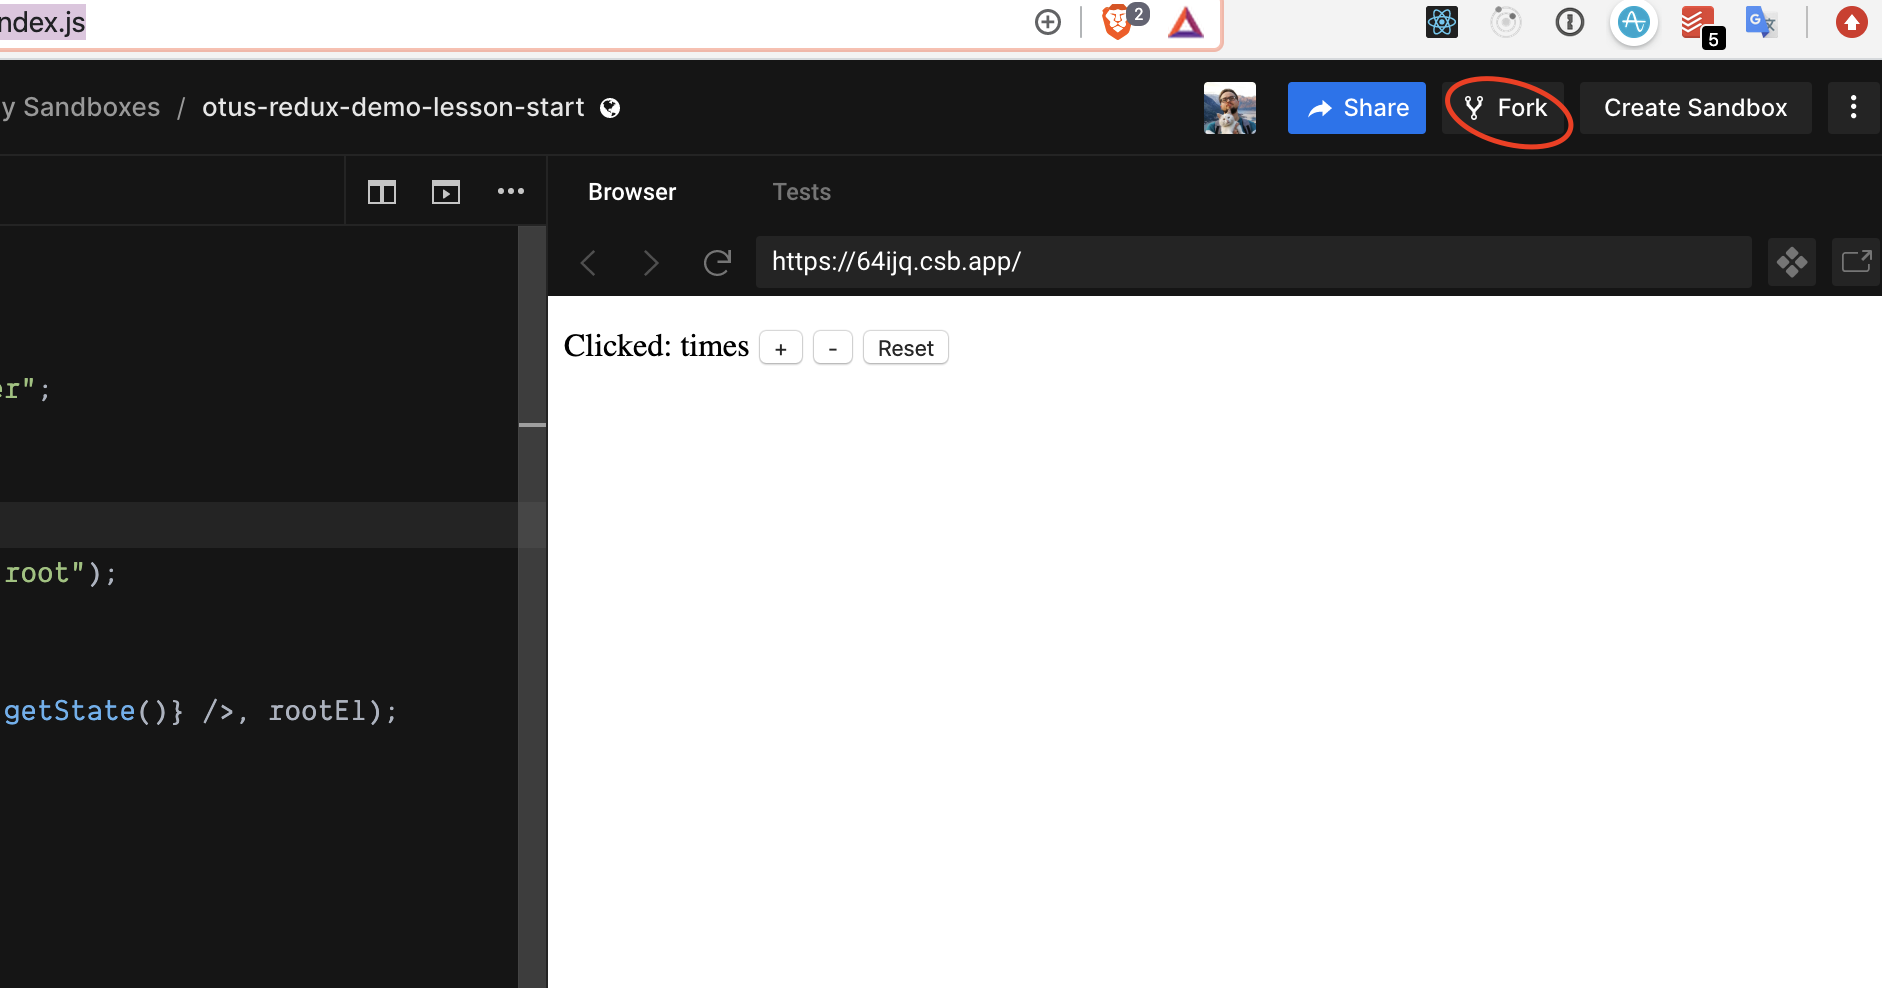 ndex.js
2
5
y Sandboxes / otus-redux-demo-lesson-start
Share
Fork
Create Sandbox
Browser
Tests
https://64ijq.csb.app/
Clicked: times + - Reset
er";
root");
getState()} />, rootEl);